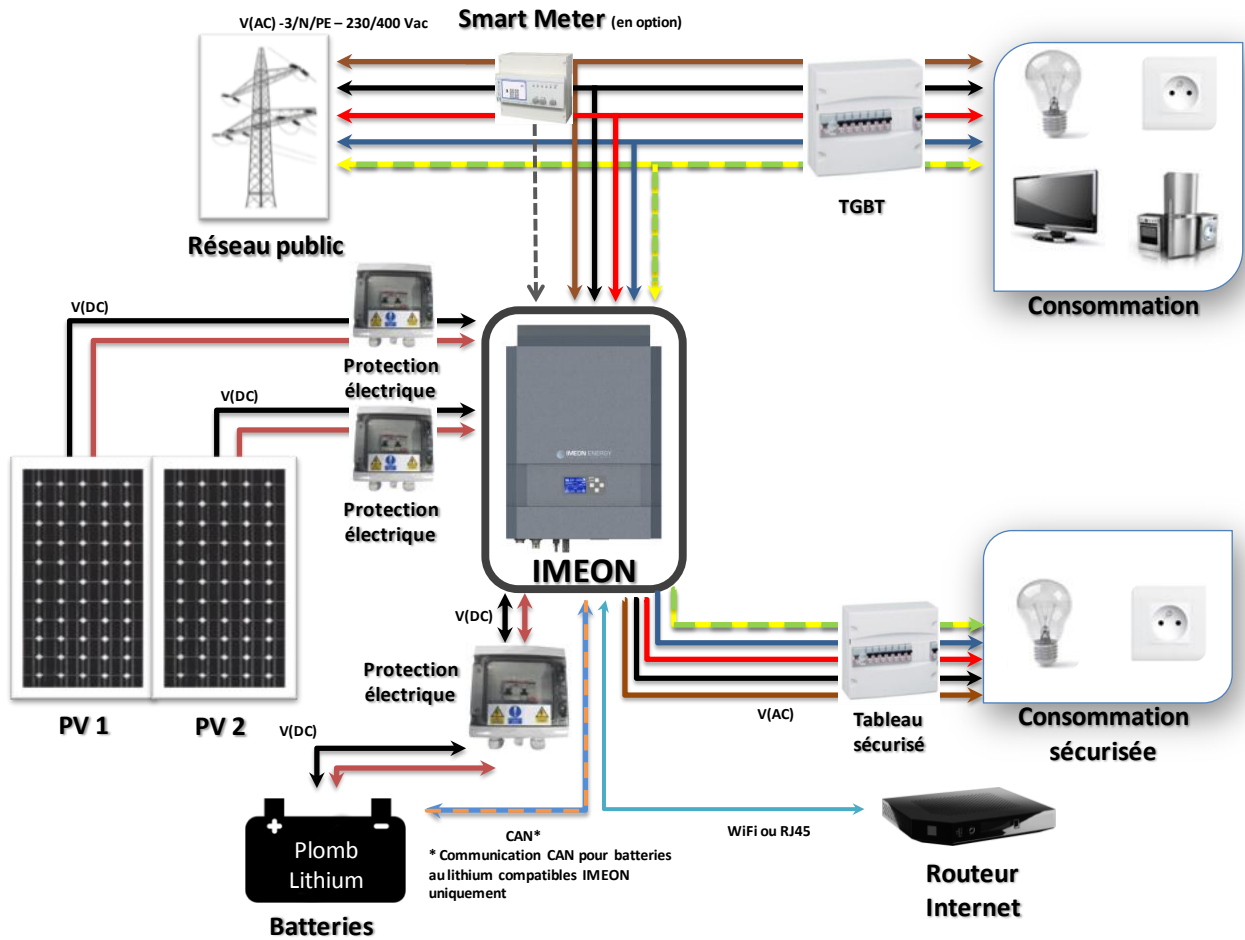 V(AC) -3/N/PE – 230/400 Vac
Smart Meter (en option)
TGBT
Réseau public
Consommation
V(DC)
Protection
électrique
V(DC)
Protection
électrique
IMEON ENERGY
IMEON
PV 1
PV 2
V(DC)
Protection
électrique
V(DC)
V(AC)
Tableau
sécurisé
Consommation
sécurisée
Plomb
Lithium
Batteries
CAN*
* Communication CAN pour batteries
au lithium compatibles IMEON
uniquement
WiFi ou RJ45
Routeur
Internet